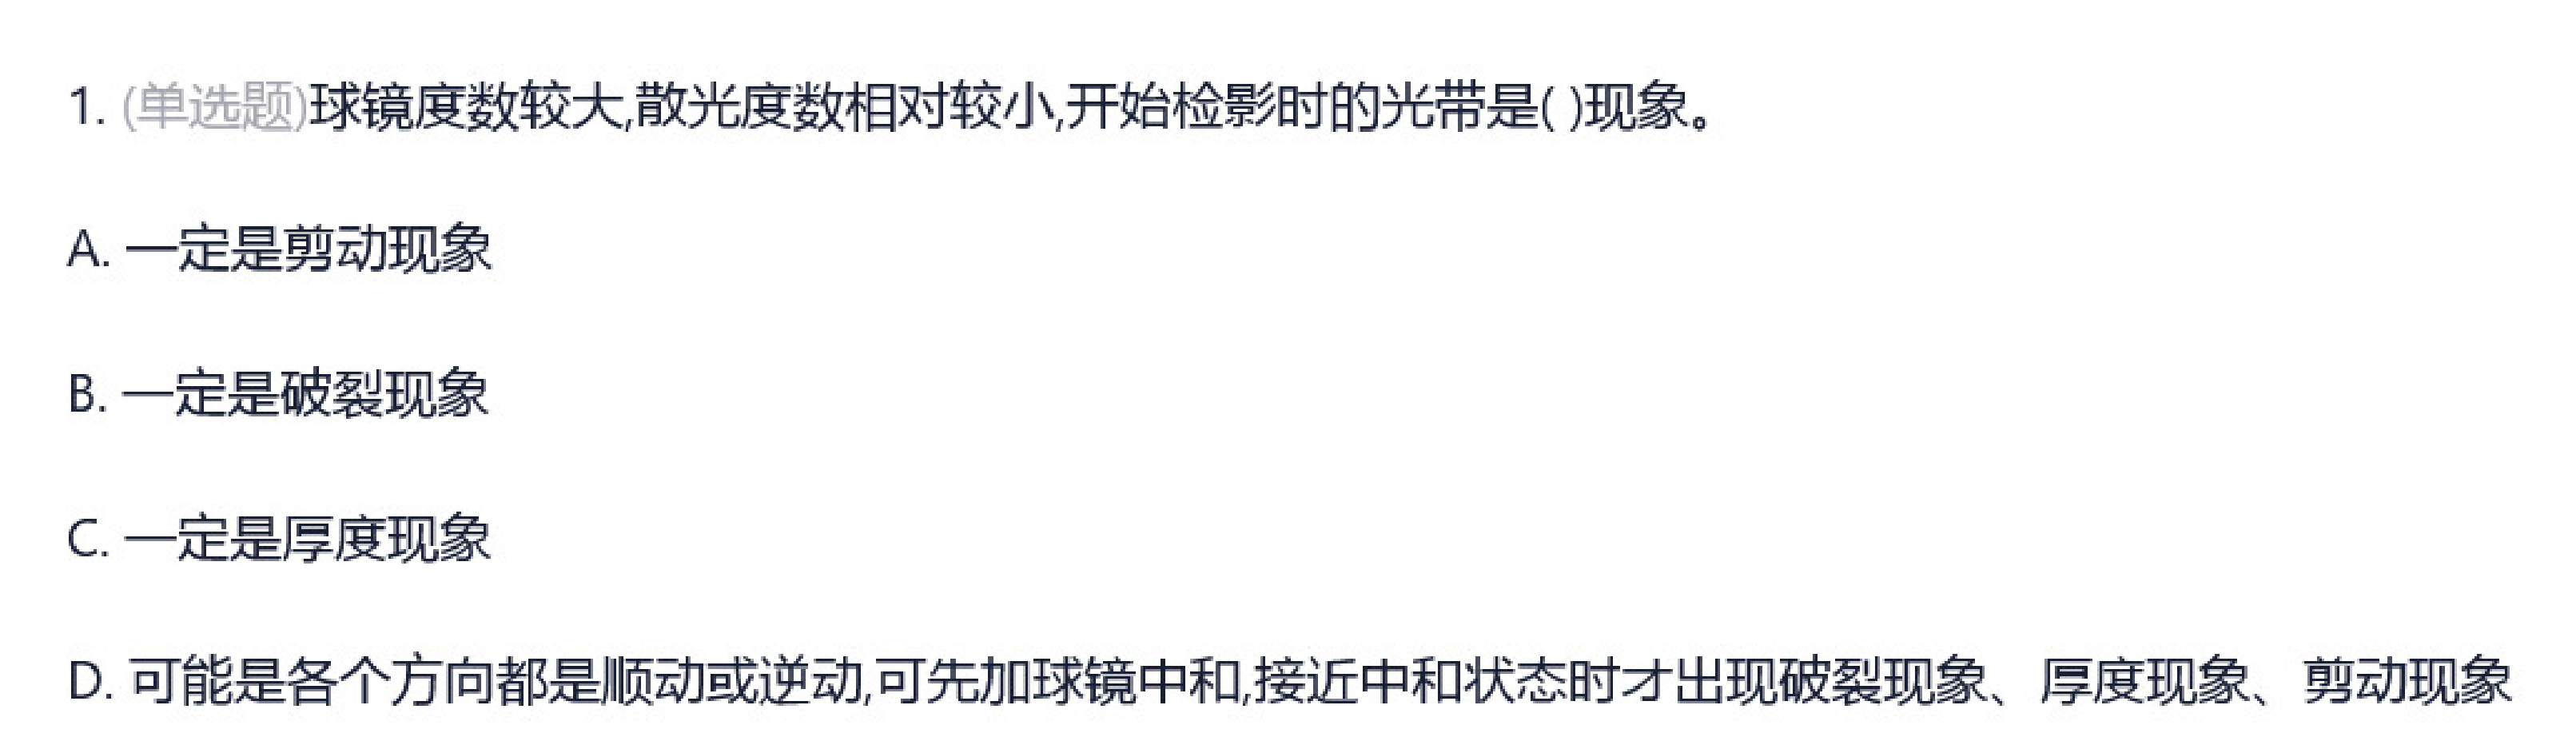 1. (单选题)球镜度数较大,散光度数相对较小,开始检影时的光带是( )现象。
A. 一定是剪动现象
B. 一定是破裂现象
C. 一定是厚度现象
D. 可能是各个方向都是顺动或逆动,可先加球镜中和,接近中和状态时才出现破裂现象、厚度现象、剪动现象